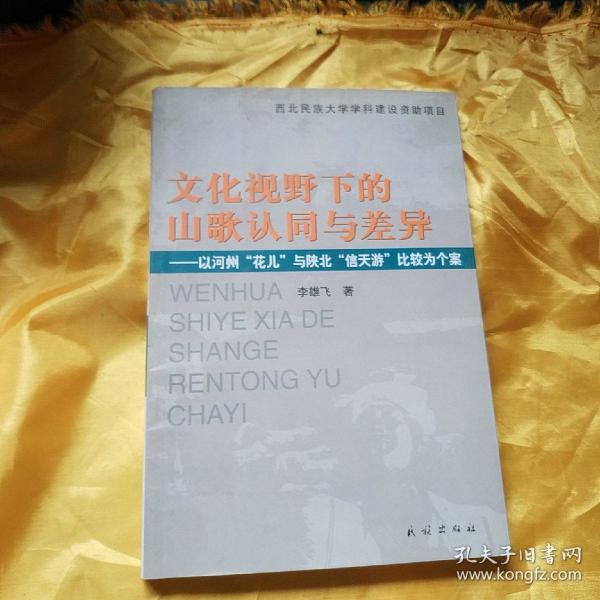 西北民族大学学科建设资助项目
文化视野下的
山歌认同与差异
——以河州“花儿”与陕北“信天游”比较为个案
李雄飞 著
WENHUA
SHIYE XIA DE
SHANGE
RENTONG YU
CHAYI
民族出版社
孔夫子旧书网
www.kongfz.com